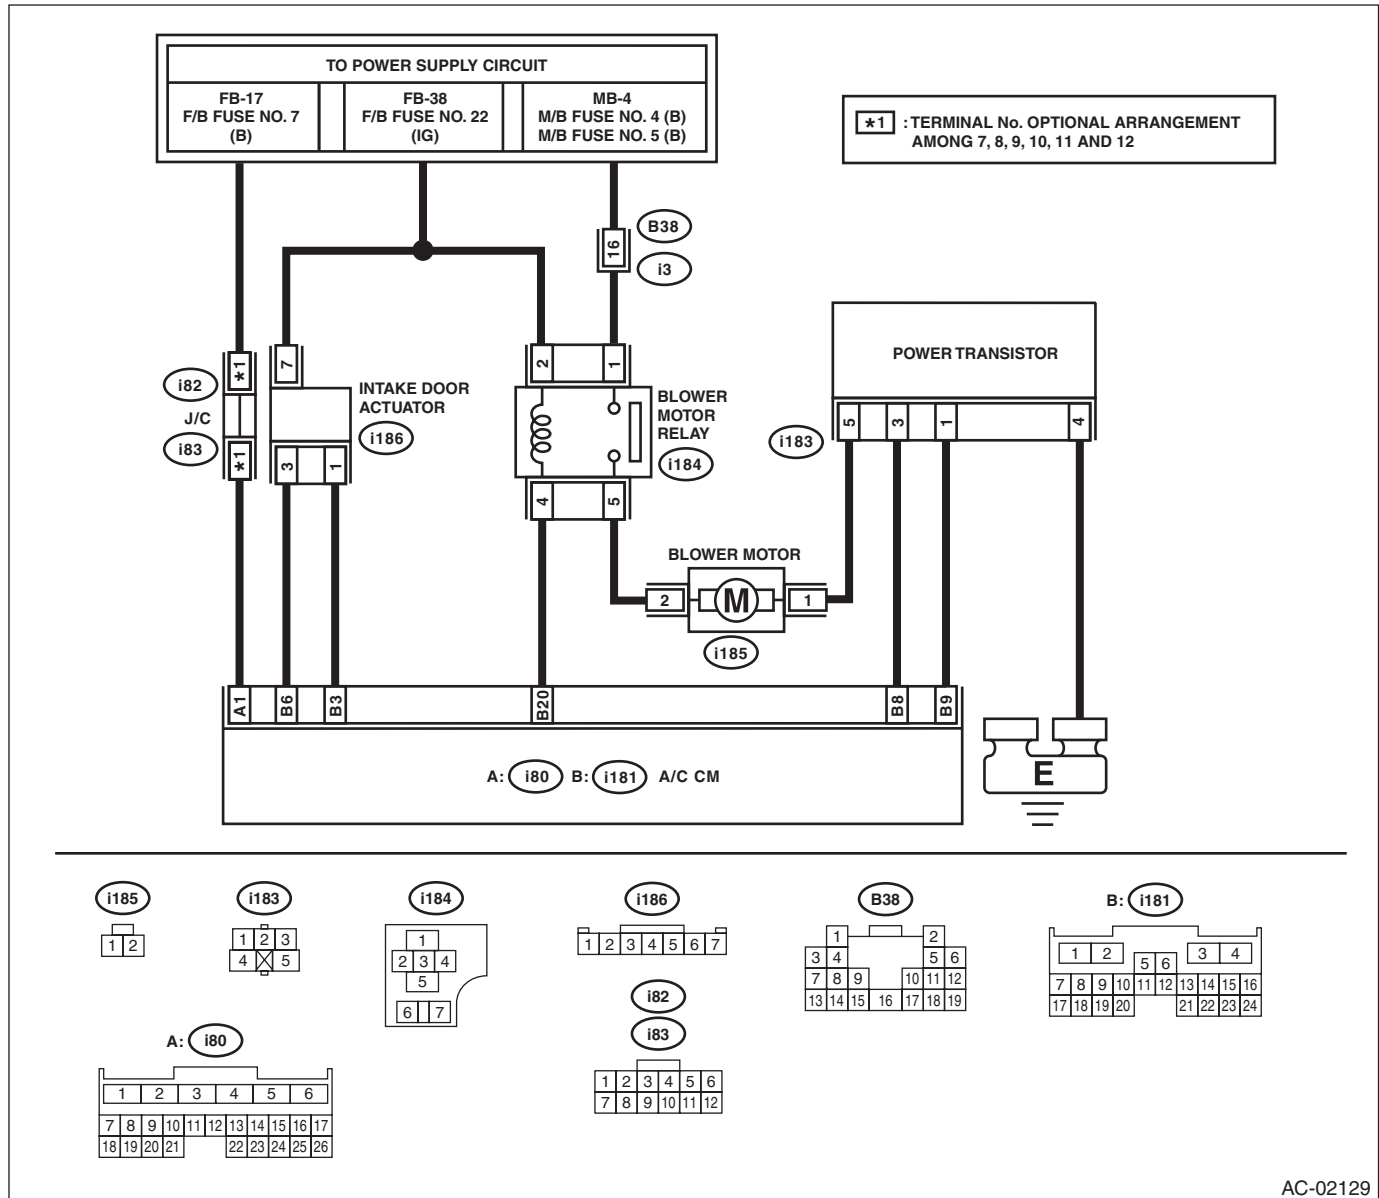 TO POWER SUPPLY CIRCUIT
FB-17
F/B FUSE NO. 7
(B)
FB-38
F/B FUSE NO. 22
(IG)
MB-4
M/B FUSE NO. 4 (B)
M/B FUSE NO. 5 (B)
*1 : TERMINAL No. OPTIONAL ARRANGEMENT
AMONG 7, 8, 9, 10, 11 AND 12
B38
16
i3
i82
*1
J/C
i83
*1
7
INTAKE DOOR
ACTUATOR
i186
3 1
2 1
BLOWER
MOTOR
RELAY
i184
4 5
POWER TRANSISTOR
i183
5 3 1 4
BLOWER MOTOR
2 M 1
i185
A1 B6 B3 B20 B8 B9
A: i80 B: i181 A/C CM
E
i185
1 2
i183
1 2 3
4 5
i184
1
2 3 4
5
6 7
i186
1 2 3 4 5 6 7
i82
i83
1 2 3 4 5 6
7 8 9 10 11 12
B38
1 2
3 4 5 6
7 8 9 10 11 12
13 14 15 16 17 18 19
B: i181
1 2 5 6 3 4
7 8 9 10 11 12 13 14 15 16
17 18 19 20 21 22 23 24
A: i80
1 2 3 4 5 6
7 8 9 10 11 12 13 14 15 16 17
18 19 20 21 22 23 24 25 26
AC-02129